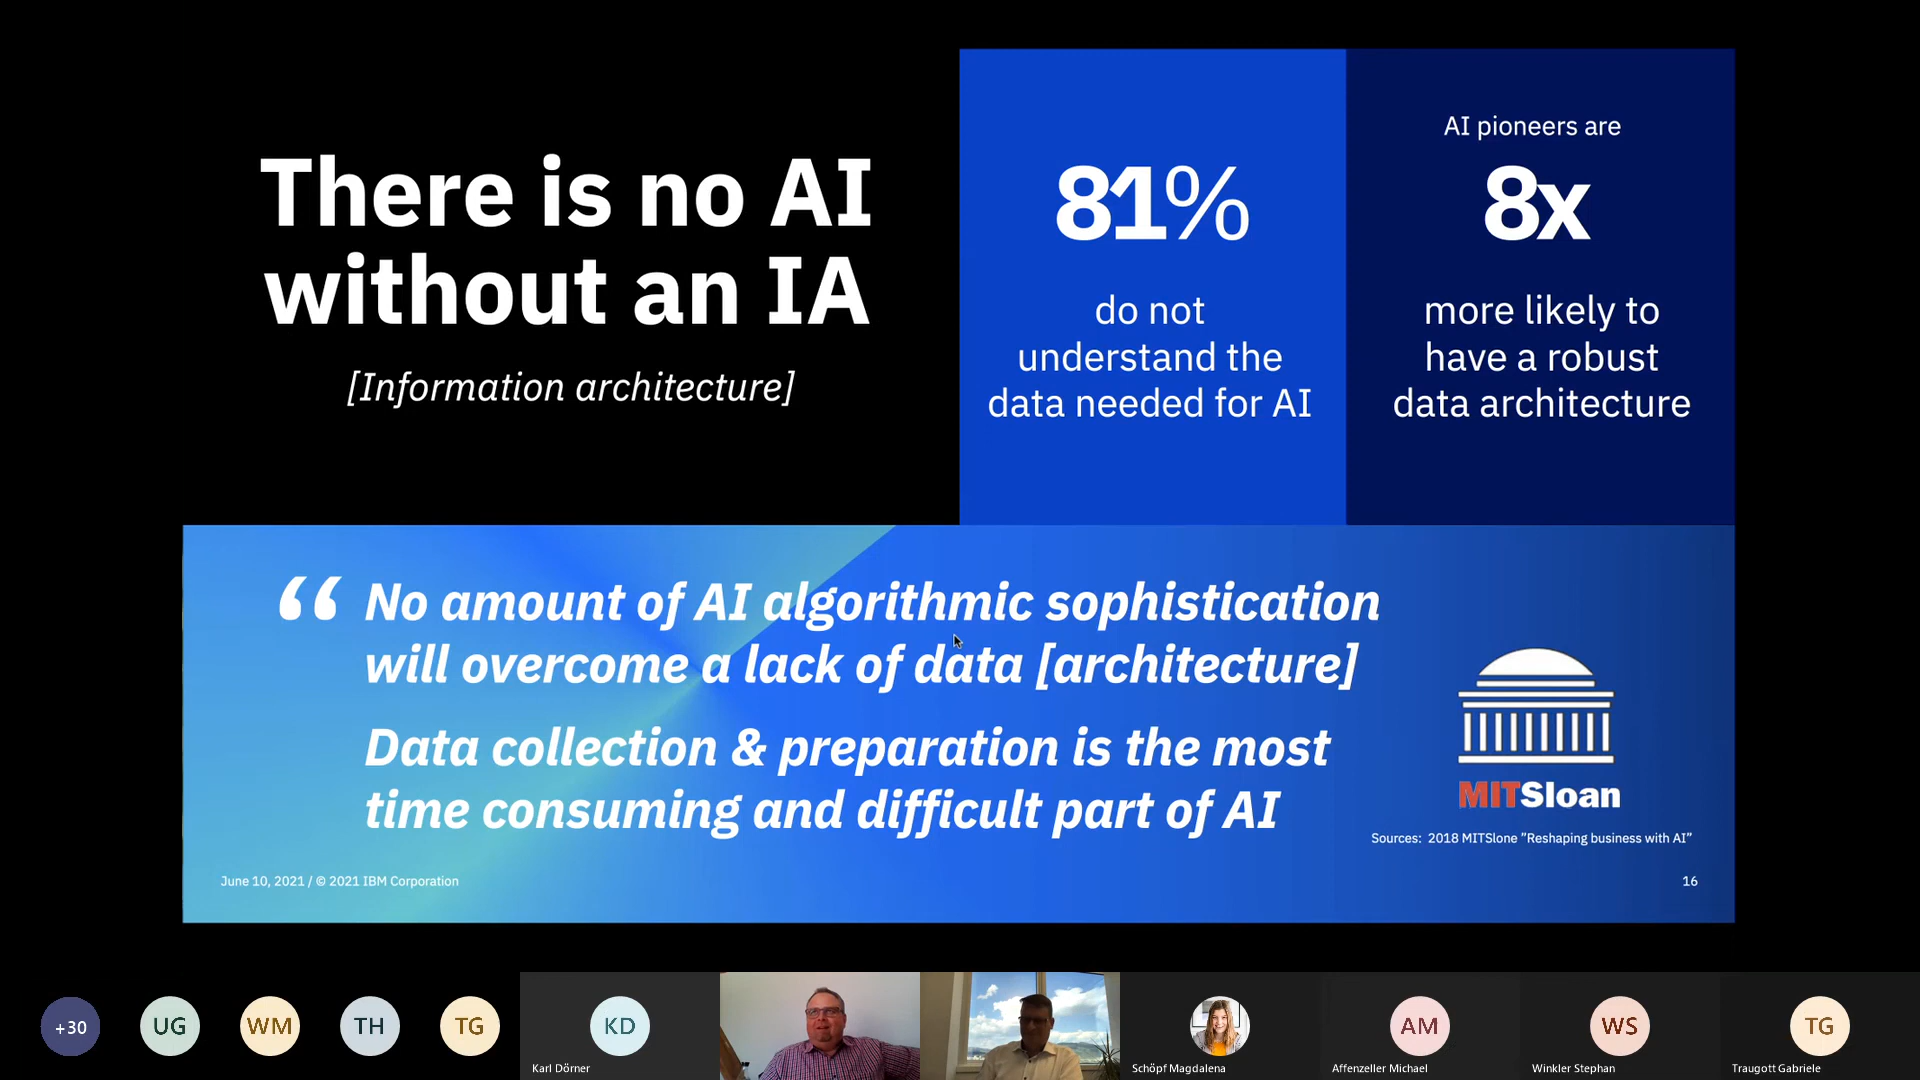 There is no AI
without an IA
[Information architecture]
81%
do not
understand the
data needed for AI
AI pioneers are
8x
more likely to
have a robust
data architecture
“ No amount of AI algorithmic sophistication
will overcome a lack of data [architecture]
Data collection & preparation is the most
time consuming and difficult part of AI
MITSloan
Sources: 2018 MITSlone ”Reshaping business with AI”
June 10, 2021 / © 2021 IBM Corporation
16
+30
UG
WM
TH
TG
KD
Karl Dörner
Schöpf Magdalena
AM
Affenzeller Michael
WS
Winkler Stephan
TG
Traugott Gabriele